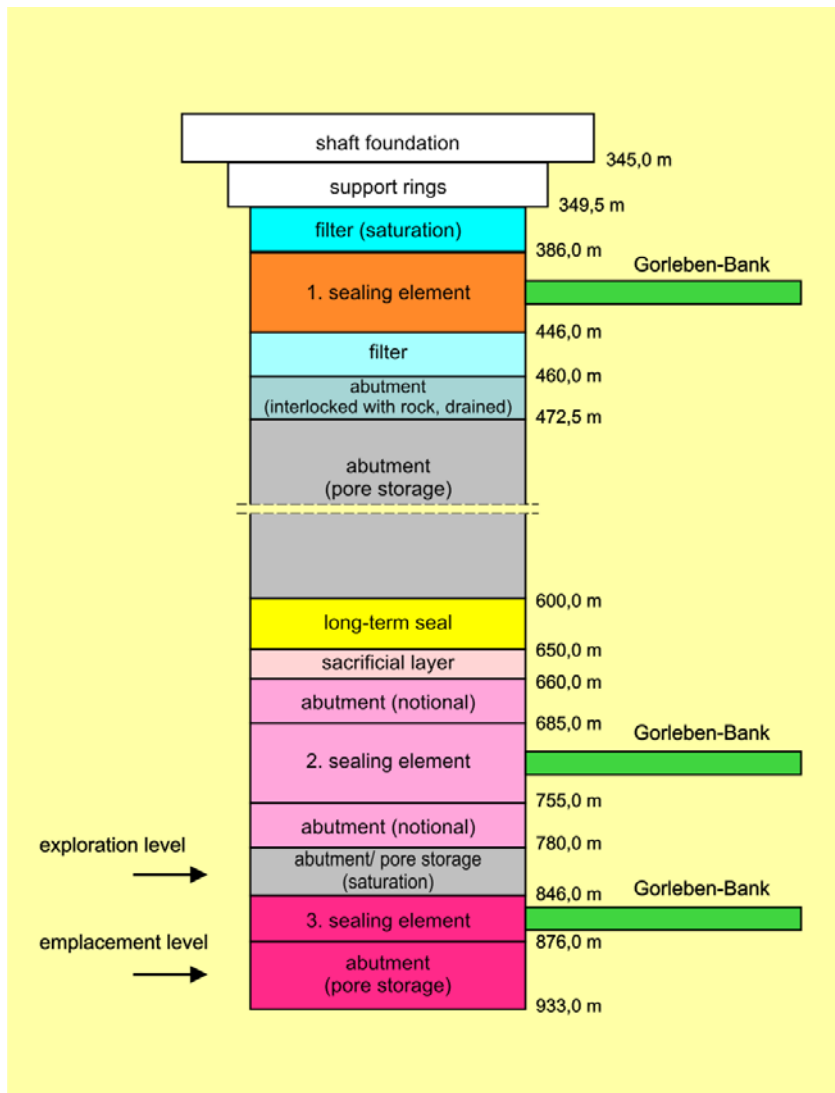 shaft foundation
345,0 m
support rings
349,5 m
filter (saturation)
386,0 m
Gorleben-Bank
1. sealing element
446,0 m
filter
460,0 m
abutment
(interlocked with rock, drained)
472,5 m
abutment
(pore storage)
600,0 m
long-term seal
650,0 m
sacrificial layer
660,0 m
abutment (notional)
685,0 m
Gorleben-Bank
2. sealing element
755,0 m
abutment (notional)
780,0 m
exploration level
abutment/ pore storage
(saturation)
846,0 m
Gorleben-Bank
3. sealing element
876,0 m
emplacement level
abutment
(pore storage)
933,0 m